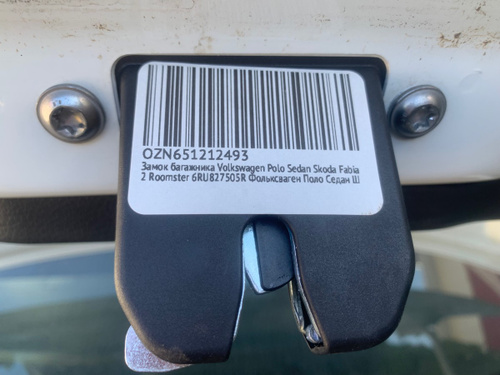 OZN651212493
Замок багажника Volkswagen Polo Sedan Skoda Fabia
2 Roomster 6RU827505R Фольксваген Поло Седан Ш